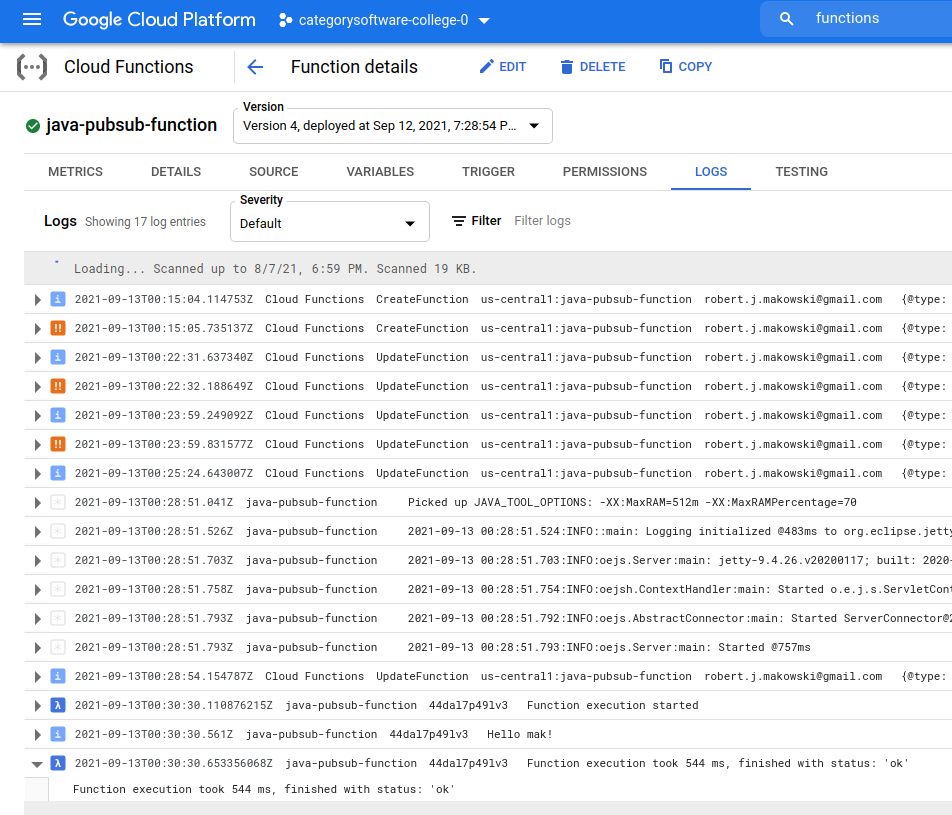 Google Cloud Platform categorysoftware-college-0 functions
Cloud Functions Function details EDIT DELETE COPY
java-pubsub-function Version
Version 4, deployed at Sep 12, 2021, 7:28:54 P...
METRICS DETAILS SOURCE VARIABLES TRIGGER PERMISSIONS LOGS TESTING
Logs Showing 17 log entries Severity Default Filter Filter logs
Loading... Scanned up to 8/7/21, 6:59 PM. Scanned 19 KB.
i 2021-09-13T00:15:04.114753Z Cloud Functions CreateFunction us-central1:java-pubsub-function robert.j.makowski@gmail.com {@type:
!! 2021-09-13T00:15:05.735137Z Cloud Functions CreateFunction us-central1:java-pubsub-function robert.j.makowski@gmail.com {@type:
i 2021-09-13T00:22:31.637340Z Cloud Functions UpdateFunction us-central1:java-pubsub-function robert.j.makowski@gmail.com {@type:
!! 2021-09-13T00:22:32.188649Z Cloud Functions UpdateFunction us-central1:java-pubsub-function robert.j.makowski@gmail.com {@type:
i 2021-09-13T00:23:59.249092Z Cloud Functions UpdateFunction us-central1:java-pubsub-function robert.j.makowski@gmail.com {@type:
!! 2021-09-13T00:23:59.831577Z Cloud Functions UpdateFunction us-central1:java-pubsub-function robert.j.makowski@gmail.com {@type:
i 2021-09-13T00:25:24.643007Z Cloud Functions UpdateFunction us-central1:java-pubsub-function robert.j.makowski@gmail.com {@type:
* 2021-09-13T00:28:51.041Z java-pubsub-function Picked up JAVA_TOOL_OPTIONS: -XX:MaxRAM=512m -XX:MaxRAMPercentage=70
* 2021-09-13T00:28:51.526Z java-pubsub-function 2021-09-13 00:28:51.524:INFO::main: Logging initialized @483ms to org.eclipse.jetty
* 2021-09-13T00:28:51.703Z java-pubsub-function 2021-09-13 00:28:51.703:INFO:oejs.Server:main: jetty-9.4.26.v20200117; built: 2020-
* 2021-09-13T00:28:51.758Z java-pubsub-function 2021-09-13 00:28:51.754:INFO:oejsh.ContextHandler:main: Started o.e.j.s.ServletCont
* 2021-09-13T00:28:51.793Z java-pubsub-function 2021-09-13 00:28:51.792:INFO:oejs.AbstractConnector:main: Started ServerConnector@2
* 2021-09-13T00:28:51.793Z java-pubsub-function 2021-09-13 00:28:51.793:INFO:oejs.Server:main: Started @757ms
i 2021-09-13T00:28:54.154787Z Cloud Functions UpdateFunction us-central1:java-pubsub-function robert.j.makowski@gmail.com {@type:
λ 2021-09-13T00:30:30.110876215Z java-pubsub-function 44dal7p49lv3 Function execution started
i 2021-09-13T00:30:30.561Z java-pubsub-function 44dal7p49lv3 Hello mak!
λ 2021-09-13T00:30:30.653356068Z java-pubsub-function 44dal7p49lv3 Function execution took 544 ms, finished with status: 'ok'
Function execution took 544 ms, finished with status: 'ok'